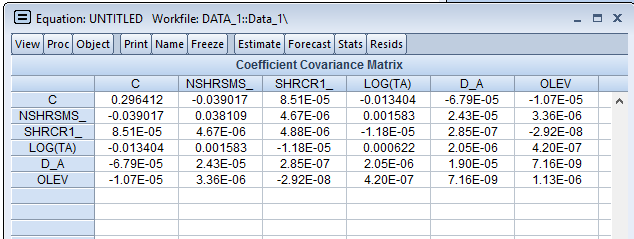 Equation: UNTITLED Workfile: DATA_1::Data_1\
View Proc Object Print Name Freeze Estimate Forecast Stats Resids
Coefficient Covariance Matrix
C NSHRSMS_ SHRCR1_ LOG(TA) D_A OLEV
C 0.296412 -0.039017 8.51E-05 -0.013404 -6.79E-05 -1.07E-05
NSHRSMS_ -0.039017 0.038109 4.67E-06 0.001583 2.43E-05 3.36E-06
SHRCR1_ 8.51E-05 4.67E-06 4.88E-06 -1.18E-05 2.85E-07 -2.92E-08
LOG(TA) -0.013404 0.001583 -1.18E-05 0.000622 2.05E-06 4.20E-07
D_A -6.79E-05 2.43E-05 2.85E-07 2.05E-06 1.90E-05 7.16E-09
OLEV -1.07E-05 3.36E-06 -2.92E-08 4.20E-07 7.16E-09 1.13E-06